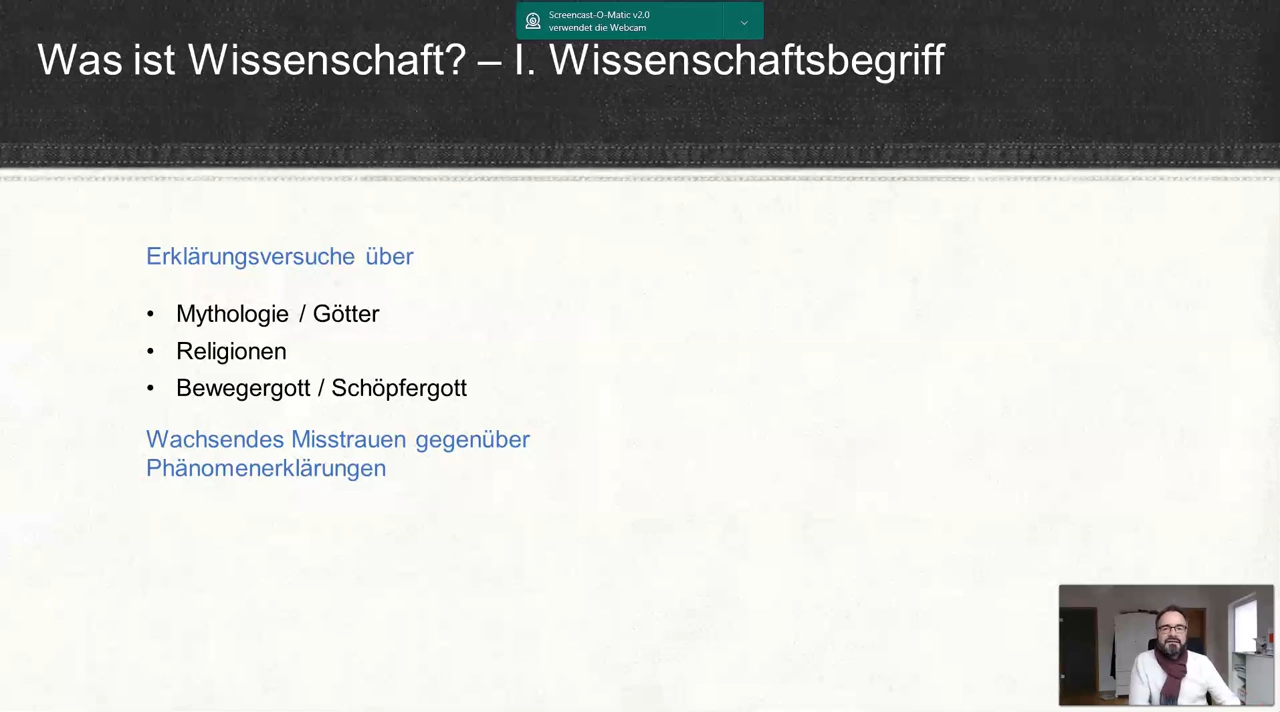 Screencast-O-Matic v2.0
verwendet die Webcam
Was ist Wissenschaft? – I. Wissenschaftsbegriff
Erklärungsversuche über
• Mythologie / Götter
• Religionen
• Bewegergott / Schöpfergott
Wachsendes Misstrauen gegenüber
Phänomenerklärungen